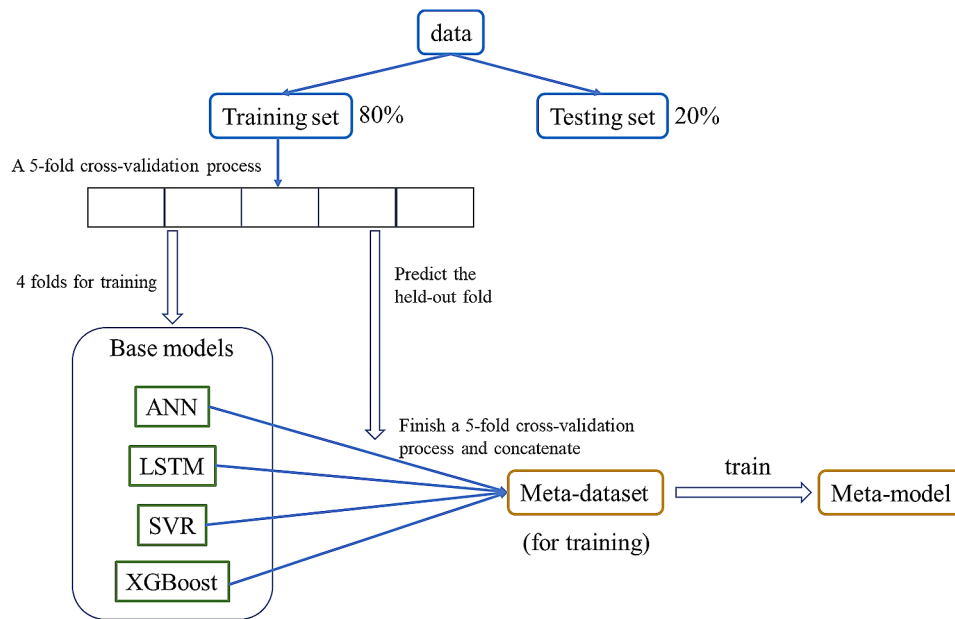 data
Training set
80%
Testing set
20%
A 5-fold cross-validation process
4 folds for training
Predict the
held-out fold
Base models
ANN
LSTM
SVR
XGBoost
Finish a 5-fold cross-validation
process and concatenate
Meta-dataset
(for training)
train
Meta-model